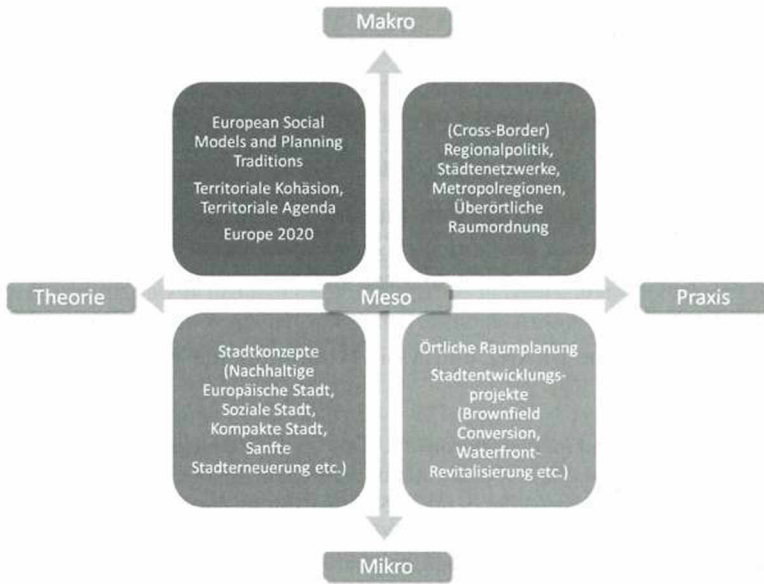 Makro
European Social
Models and Planning
Traditions
Territoriale Kohäsion,
Territoriale Agenda
Europe 2020
(Cross-Border)
Regionalpolitik,
Städtenetzwerke,
Metropolregionen,
Überörtliche
Raumordnung
Theorie
Meso
Praxis
Stadtkonzepte
(Nachhaltige
Europäische Stadt,
Soziale Stadt,
Kompakte Stadt,
Sanfte
Stadterneuerung etc.)
Örtliche Raumplanung
Stadtentwicklungs-
projekte
(Brownfield
Conversion,
Waterfront-
Revitalisierung etc.)
Mikro